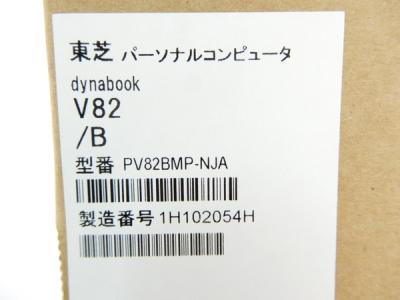 東芝 パーソナルコンピュータ
dynabook
V82
/B
型番 PV82BMP-NJA
製造番号 1H102054H